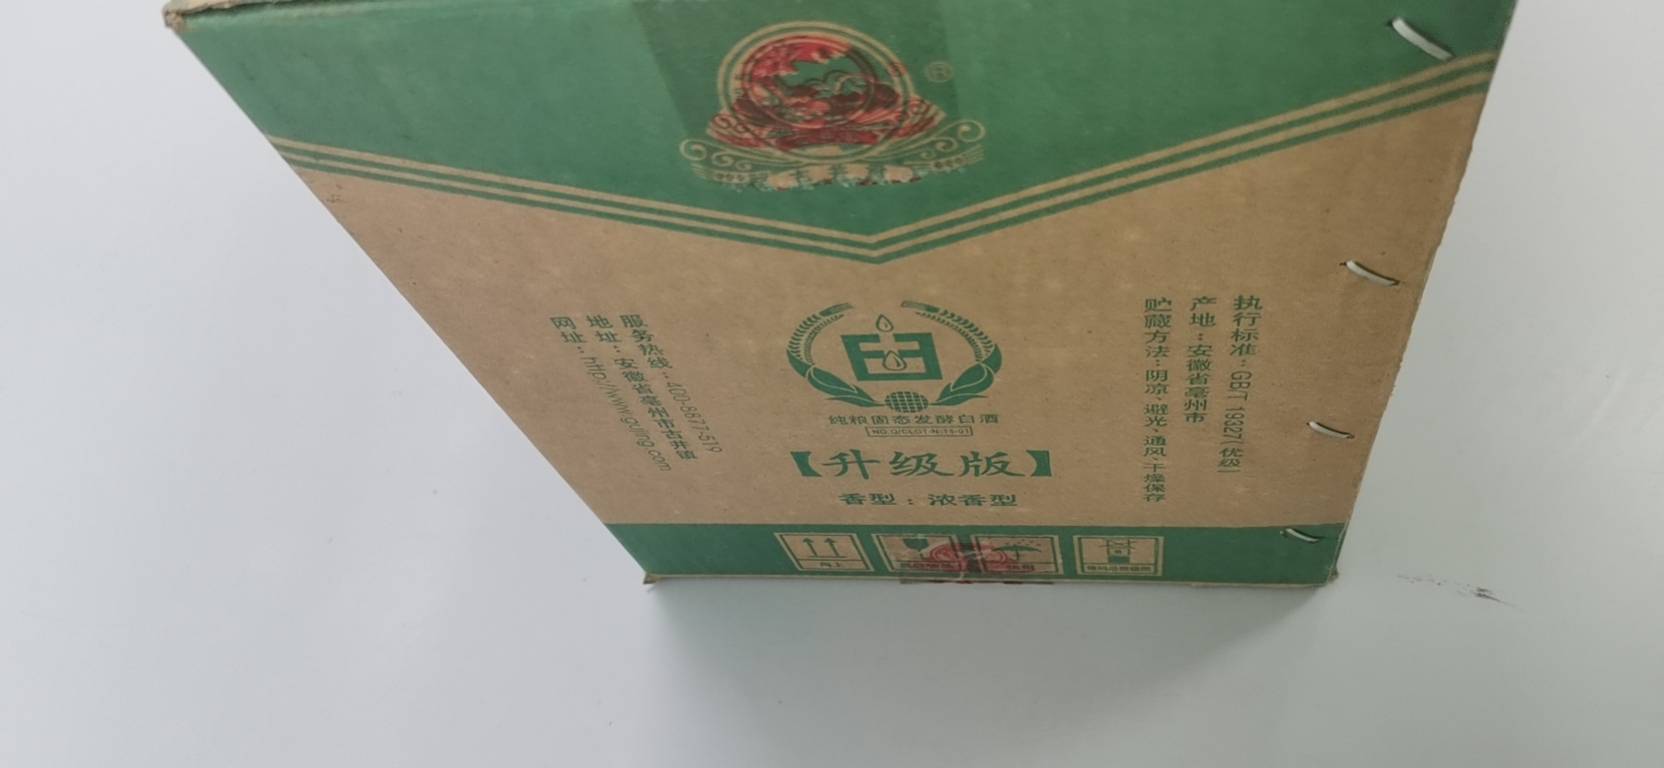 ®
服务热线：400-8877-519
地址：安徽省亳州市古井镇
网址：http://www.gujing.com
纯粮固态发酵白酒
【升级版】
香型：浓香型
执行标准：GB/T 19327(优级)
产地：安徽省亳州市
贮藏方法：阴凉、避光、通风、干燥保存
向上